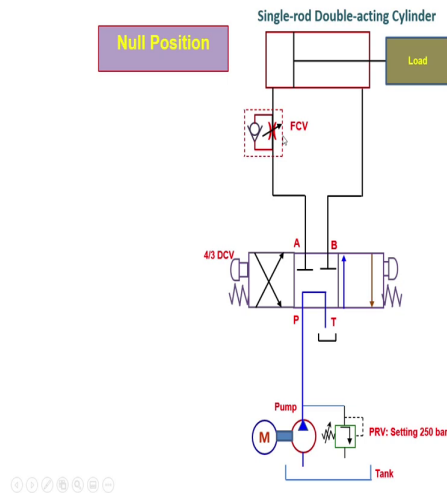 Single-rod Double-acting Cylinder
Null Position
Load
FCV
A
B
4/3 DCV
P
T
Pump
M
PRV: Setting 250 bar
Tank